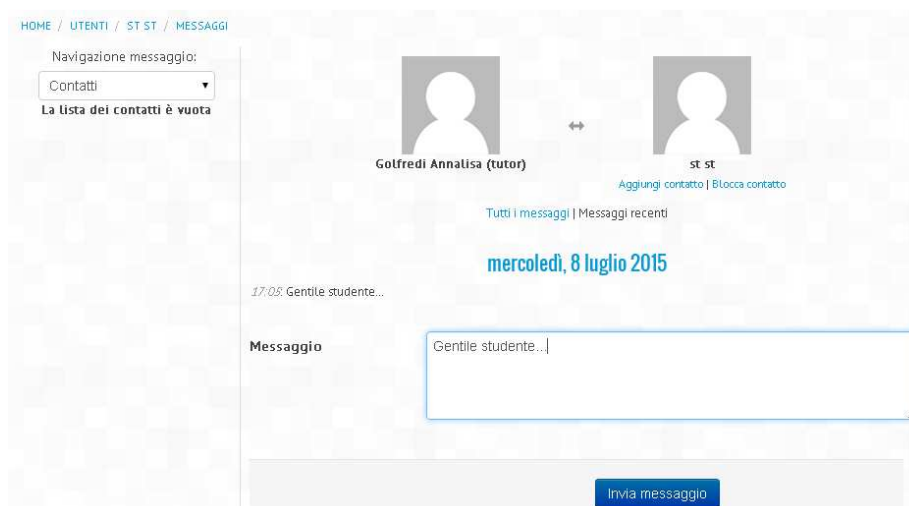 HOME / UTENTI / ST ST / MESSAGGI
Navigazione messaggio:
Contatti
La lista dei contatti è vuota
Golfredi Annalisa (tutor)
st st
Aggiungi contatto | Blocca contatto
Tutti i messaggi | Messaggi recenti
mercoledì, 8 luglio 2015
17:05: Gentile studente...
Messaggio
Gentile studente...
Invia messaggio